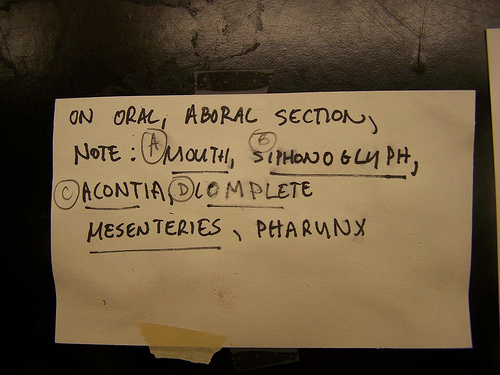 ON ORAL, ABORAL SECTION,
NOTE: A MOUTH, B SIPHONOGLYPH,
C ACONTIA, D COMPLETE
MESENTERIES, PHARYNX